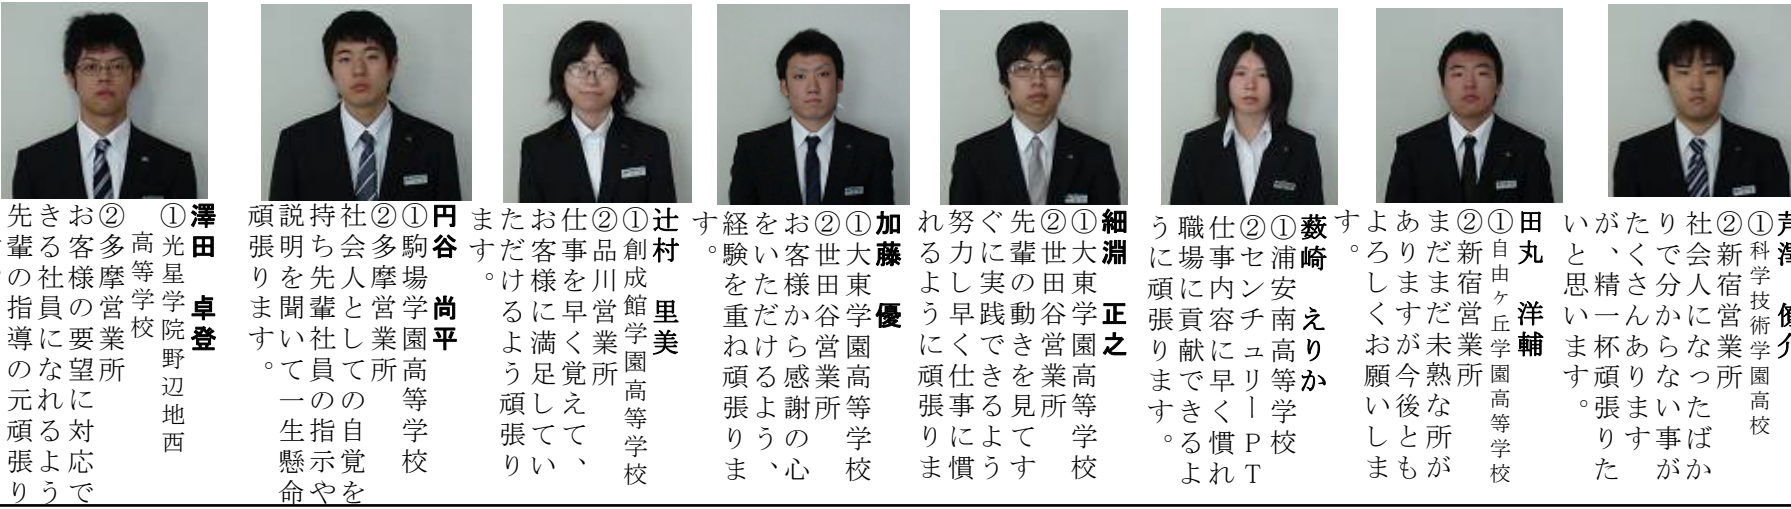 芦澤 僚介
①科学技術学園高校
②新宿営業所
社会人になったばか
りで分からない事が
たくさんあります
が、精一杯頑張りた
いと思います。
田丸 洋輔
①自由ヶ丘学園高等学校
②新宿営業所
まだまだ未熟な所が
ありますが今後とも
よろしくお願いしま
す。
薮崎 えりか
①浦安南高等学校
②センチュリーPT
仕事内容に早く慣れ
職場に貢献できるよ
うに頑張ります。
細淵 正之
①大東学園高等学校
②世田谷営業所
先輩の動きを見てす
ぐに実践できるよう
努力し早く仕事に慣
れるように頑張りま
す。
加藤 優
①大東学園高等学校
②世田谷営業所
お客様から感謝の心
をいただけるよう、
経験を重ね頑張りま
す。
辻村 里美
①創成館学園高等学校
②品川営業所
仕事を早く覚えて、
お客様に満足してい
ただけるよう頑張り
ます。
円谷 尚平
①駒場学園高等学校
②多摩営業所
社会人としての自覚を
持ち先輩社員の指示や
説明を聞いて一生懸命
頑張ります。
澤田 卓登
①光星学院野辺地西
高等学校
②多摩営業所
お客様の要望に対応で
きる社員になれるよう
先輩の指導の元頑張り